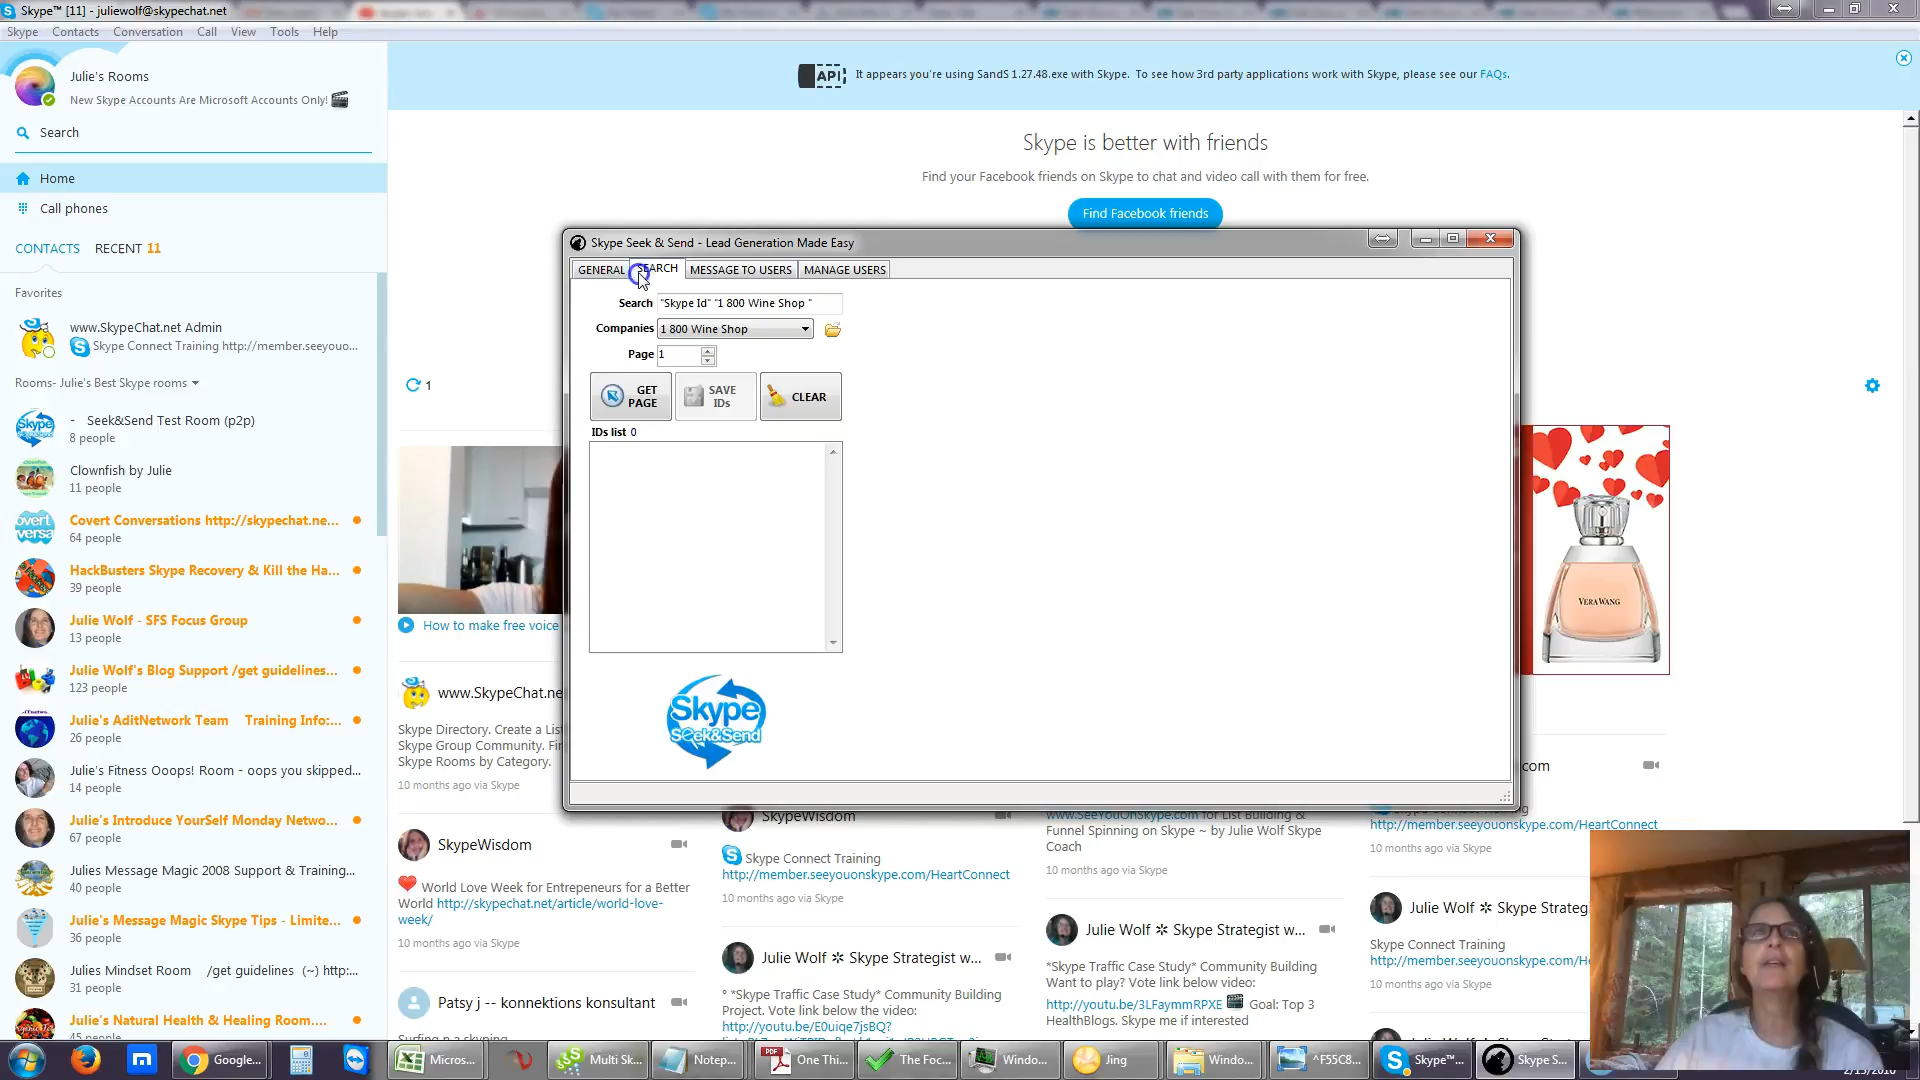 Skype™ [11] - juliewolf@skypechat.net
Skype Contacts Conversation Call View Tools Help
Julie's Rooms
New Skype Accounts Are Microsoft Accounts Only!
Search
Home
Call phones
CONTACTS RECENT 11
Favorites
www.SkypeChat.net Admin
Skype Connect Training http://member.seeyouo...
Rooms- Julie's Best Skype rooms
- Seek&Send Test Room (p2p)
8 people
Clownfish by Julie
11 people
Covert Conversations http://skypechat.ne...
64 people
HackBusters Skype Recovery & Kill the Ha...
39 people
Julie Wolf - SFS Focus Group
13 people
Julie Wolf's Blog Support /get guidelines...
123 people
Julie's AditNetwork Team Training Info:...
26 people
Julie's Fitness Ooops! Room - oops you skipped...
14 people
Julie's Introduce YourSelf Monday Netwo...
67 people
Julies Message Magic 2008 Support & Training...
40 people
Julie's Message Magic Skype Tips - Limite...
36 people
Julies Mindset Room /get guidelines (~) http:...
31 people
Julie's Natural Health & Healing Room....
45 people
API
It appears you're using SandS 1.27.48.exe with Skype. To see how 3rd party applications work with Skype, please see our FAQs.
Skype is better with friends
Find your Facebook friends on Skype to chat and video call with them for free.
Find Facebook friends
1
Skype Seek & Send - Lead Generation Made Easy
GENERAL SEARCH MESSAGE TO USERS MANAGE USERS
Search "Skype Id" "1 800 Wine Shop "
Companies 1 800 Wine Shop
Page 1
GET PAGE
SAVE IDs
CLEAR
IDs list 0
Skype
Seek&Send
VERA WANG
How to make free voice
www.SkypeChat.ne
Skype Directory. Create a List
Skype Group Community. Fin
Skype Rooms by Category.
10 months ago via Skype
SkypeWisdom
World Love Week for Entrepeneurs for a Better
World http://skypechat.net/article/world-love-
week/
10 months ago via Skype
Patsy j -- konnektions konsultant
Surfing n a skyping
SkypeWisdom
Skype Connect Training
http://member.seeyouonskype.com/HeartConnect
10 months ago via Skype
Julie Wolf ✲ Skype Strategist w...
° *Skype Traffic Case Study* Community Building
Project. Vote link below the video:
http://youtu.be/E0uiqe7jsBQ?
www.SeeYouOnSkype.com for List Building &
Funnel Spinning on Skype ~ by Julie Wolf Skype
Coach
10 months ago via Skype
Julie Wolf ✲ Skype Strategist w...
*Skype Traffic Case Study* Community Building
Want to play? Vote link below video:
http://youtu.be/3LFaymmRPXE Goal: Top 3
HealthBlogs. Skype me if interested
com
http://member.seeyouonskype.com/HeartConnect
10 months ago via Skype
Julie Wolf ✲ Skype Strateg
Skype Connect Training
http://member.seeyouonskype.com/H
10 months ago via Skype
Google... Micros... Multi Sk... Notep... One Thi... The Foc... Windo... Jing Windo... ^F55C8... Skype™... Skype S...